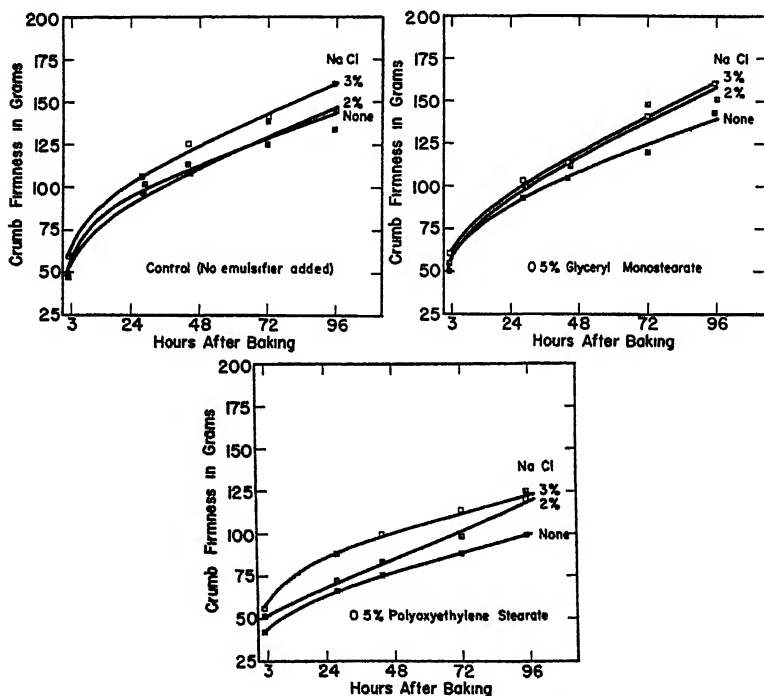 200
175
150
125
100
75
50
25
Crumb Firmness in Grams
Na Cl
3%
2%
None
Control (No emulsifier added)
3 24 48 72 96
Hours After Baking
200
175
150
125
100
75
50
25
Crumb Firmness in Grams
Na Cl
3%
2%
None
0 5% Glyceryl Monostearate
3 24 48 72 96
Hours After Baking
200
175
150
125
100
75
50
25
Crumb Firmness in Grams
Na Cl
3%
2%
None
0 5% Polyoxyethylene Stearate
3 24 48 72 96
Hours After Baking